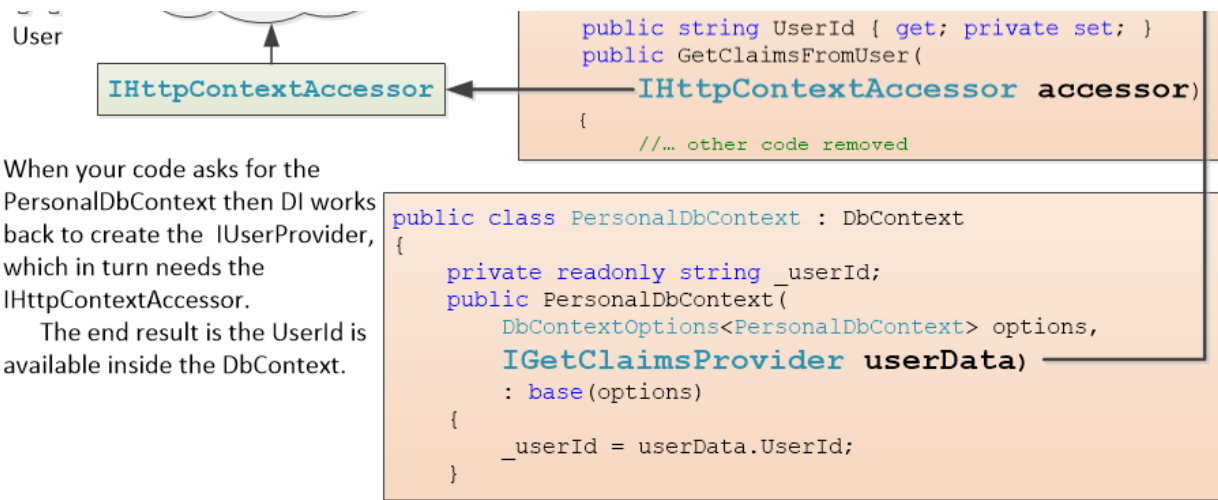 User
IHttpContextAccessor
public string UserId { get; private set; }
public GetClaimsFromUser(
IHttpContextAccessor accessor)
{
//… other code removed
When your code asks for the
PersonalDbContext then DI works
back to create the IUserProvider,
which in turn needs the
IHttpContextAccessor.
The end result is the UserId is
available inside the DbContext.
public class PersonalDbContext : DbContext
{
private readonly string _userId;
public PersonalDbContext(
DbContextOptions<PersonalDbContext> options,
IGetClaimsProvider userData)
: base(options)
{
_userId = userData.UserId;
}